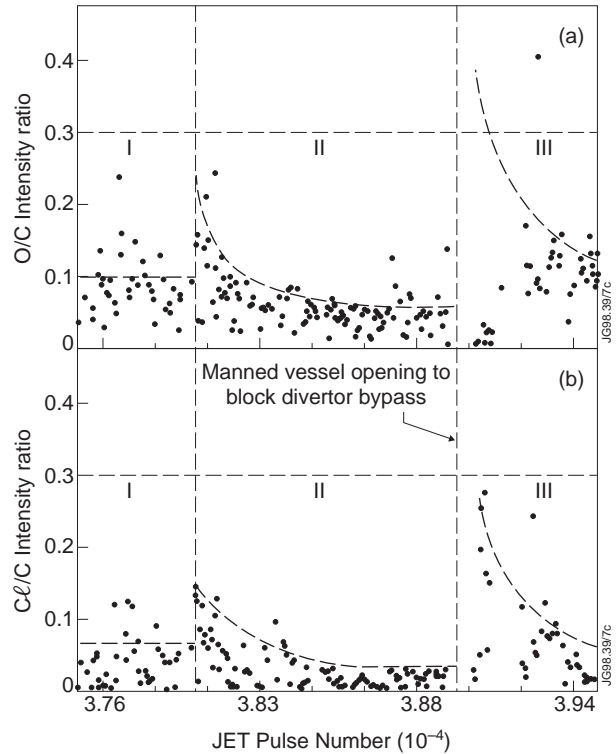 (a)
0.4
0.3
I
II
III
0.2
0.1
0
O/C Intensity ratio
JG98.39/7c
Manned vessel opening to
block divertor bypass
(b)
0.4
0.3
I
II
III
0.2
0.1
0
Cℓ/C Intensity ratio
JG98.39/7c
3.76
3.83
3.88
3.94
JET Pulse Number (10⁻⁴)